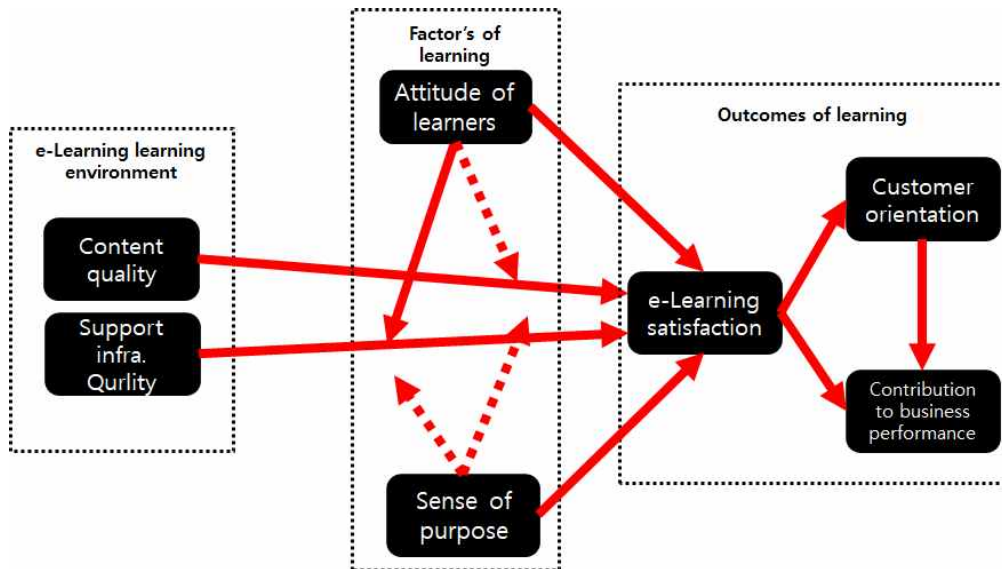 e-Learning learning
environment
Content
quality
Support
infra.
Qurlity
Factor's of
learning
Attitude of
learners
Sense of
purpose
Outcomes of learning
e-Learning
satisfaction
Customer
orientation
Contribution
to business
performance